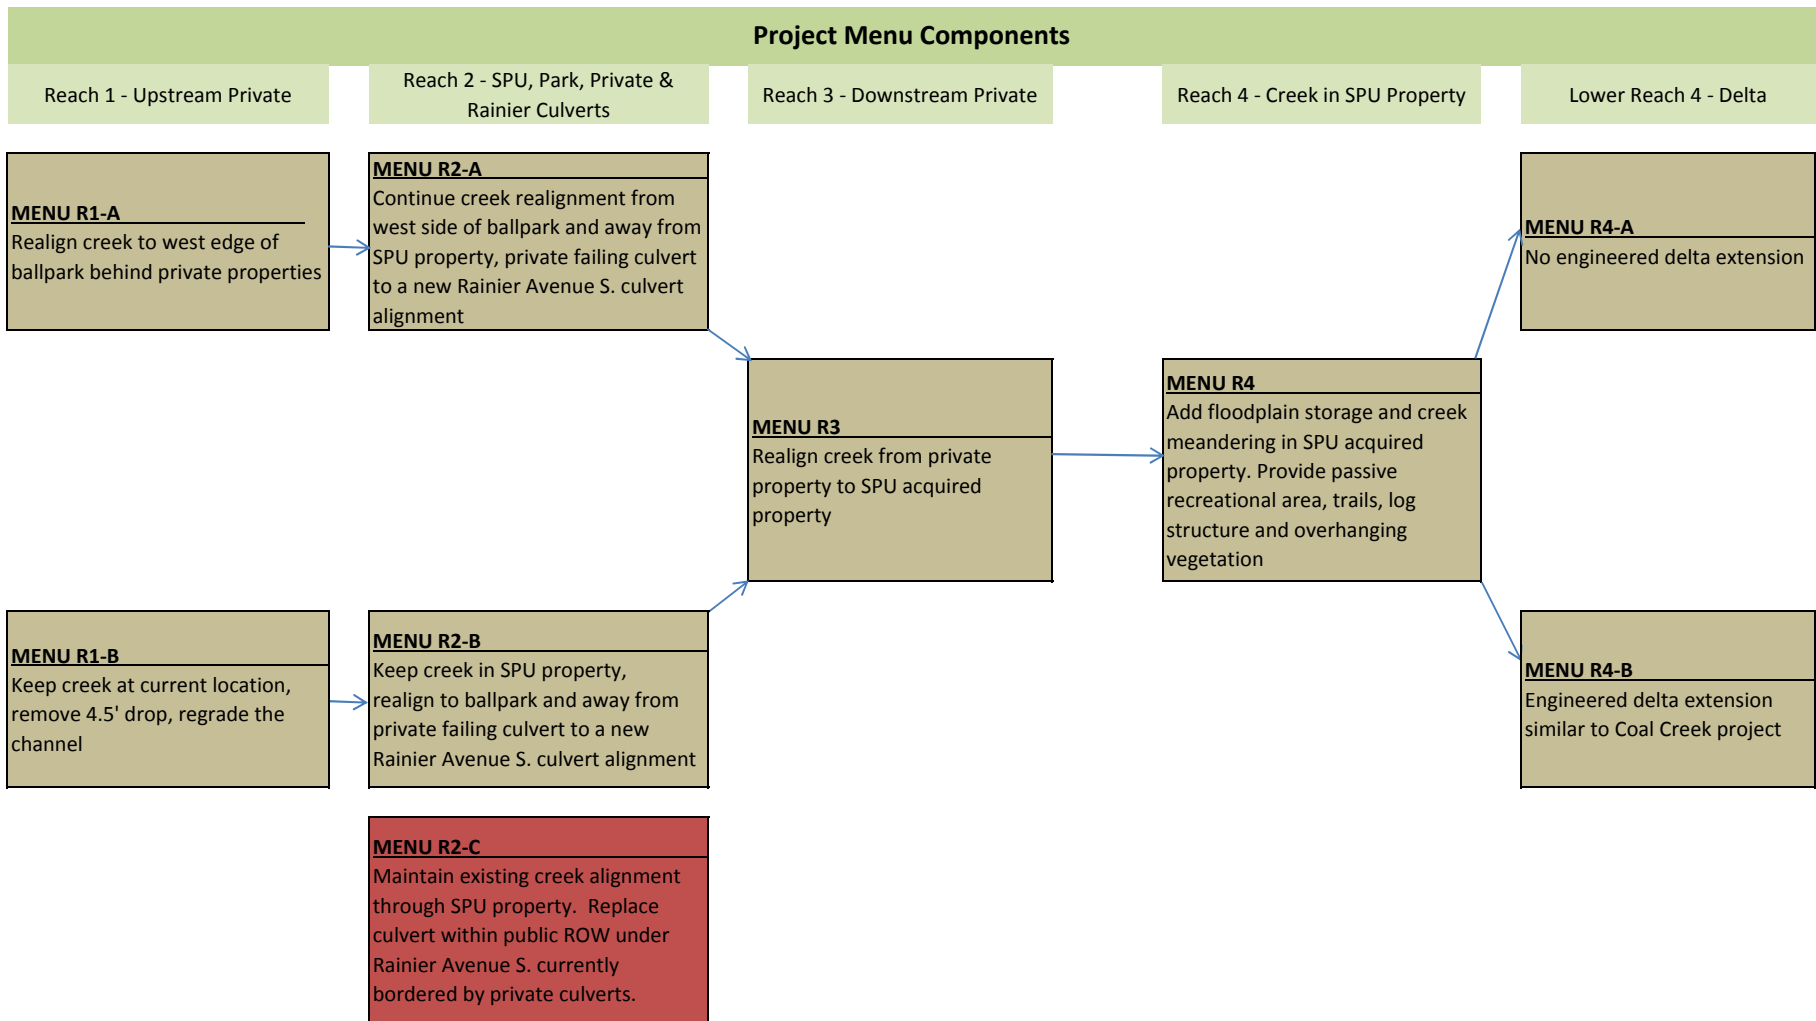 Project Menu Components
Reach 1 - Upstream Private
Reach 2 - SPU, Park, Private &
Rainier Culverts
Reach 3 - Downstream Private
Reach 4 - Creek in SPU Property
Lower Reach 4 - Delta
MENU R1-A
Realign creek to west edge of
ballpark behind private properties
MENU R2-A
Continue creek realignment from
west side of ballpark and away from
SPU property, private failing culvert
to a new Rainier Avenue S. culvert
alignment
MENU R4-A
No engineered delta extension
MENU R3
Realign creek from private
property to SPU acquired
property
MENU R4
Add floodplain storage and creek
meandering in SPU acquired
property. Provide passive
recreational area, trails, log
structure and overhanging
vegetation
MENU R1-B
Keep creek at current location,
remove 4.5' drop, regrade the
channel
MENU R2-B
Keep creek in SPU property,
realign to ballpark and away from
private failing culvert to a new
Rainier Avenue S. culvert alignment
MENU R4-B
Engineered delta extension
similar to Coal Creek project
MENU R2-C
Maintain existing creek alignment
through SPU property.  Replace
culvert within public ROW under
Rainier Avenue S. currently
bordered by private culverts.